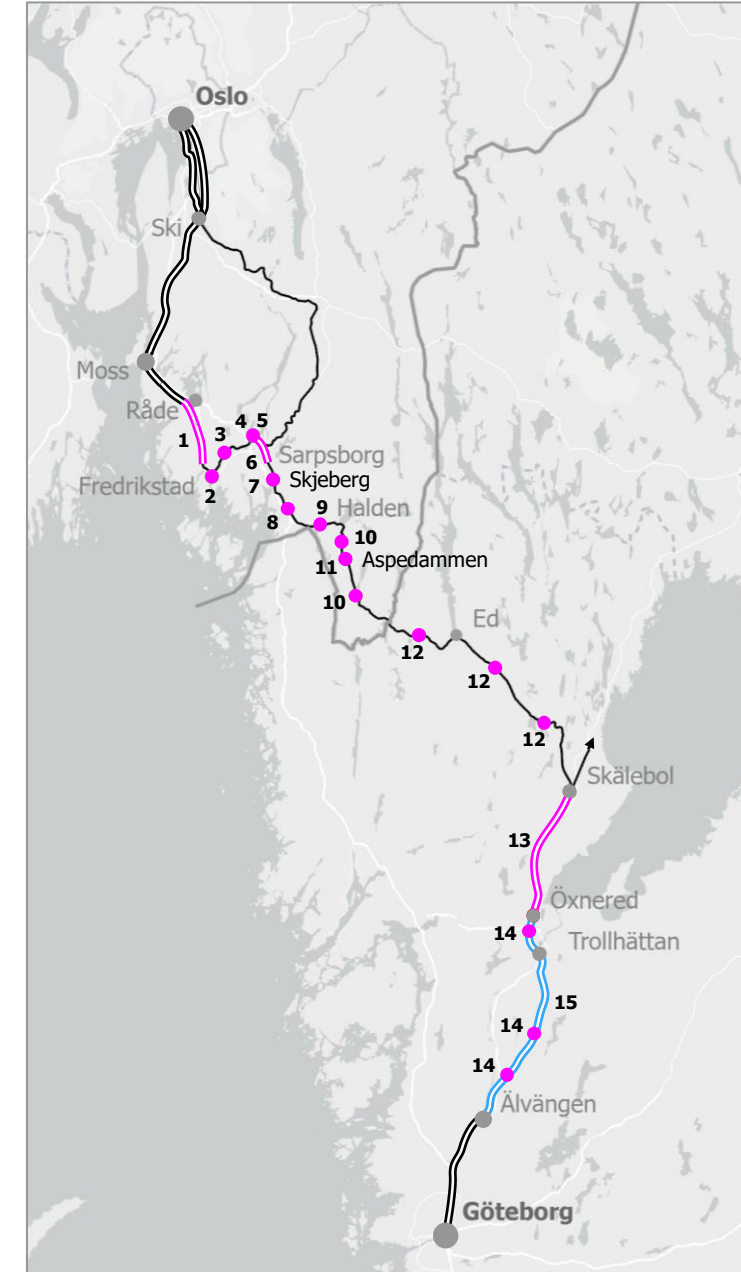 Oslo
Ski
Moss
Råde
1
4
5
3
6
Sarpsborg
Fredrikstad
2
7
Skjeberg
8
9
Halden
10
11
Aspedammen
10
Ed
12
12
12
Skälebol
13
Öxnered
14
Trollhättan
15
14
14
Älvängen
Göteborg